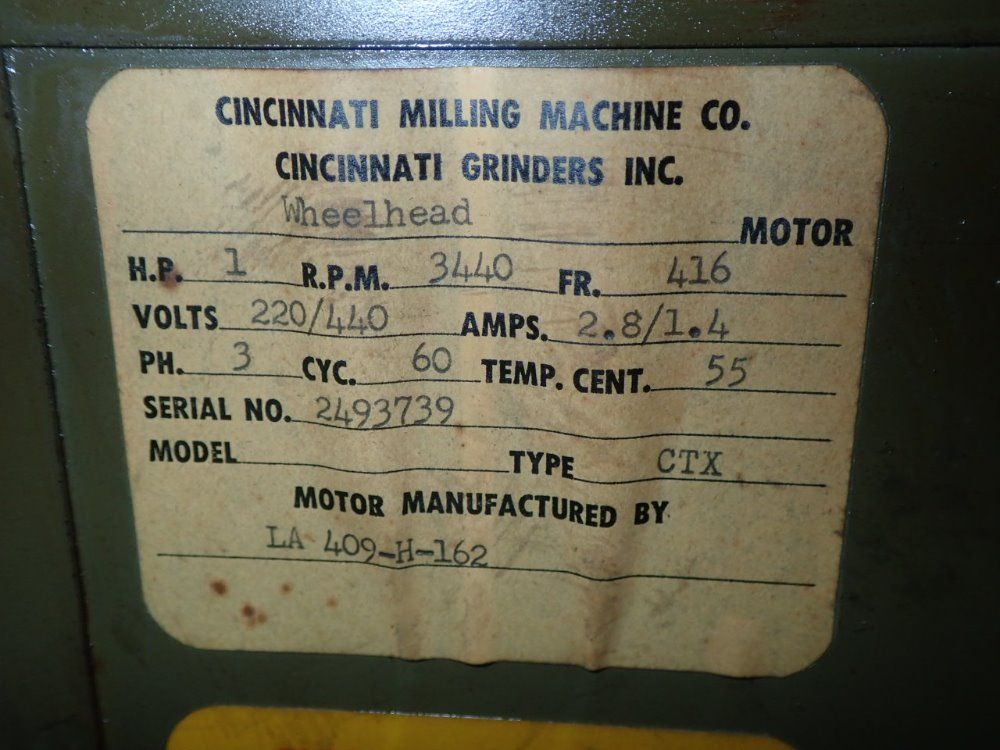 CINCINNATI MILLING MACHINE CO.
CINCINNATI GRINDERS INC.
Wheelhead MOTOR
H.P. 1 R.P.M. 3440 FR. 416
VOLTS 220/440 AMPS. 2.8/1.4
PH. 3 CYC. 60 TEMP. CENT. 55
SERIAL NO. 2493739
MODEL TYPE CTX
MOTOR MANUFACTURED BY
LA 409-H-162